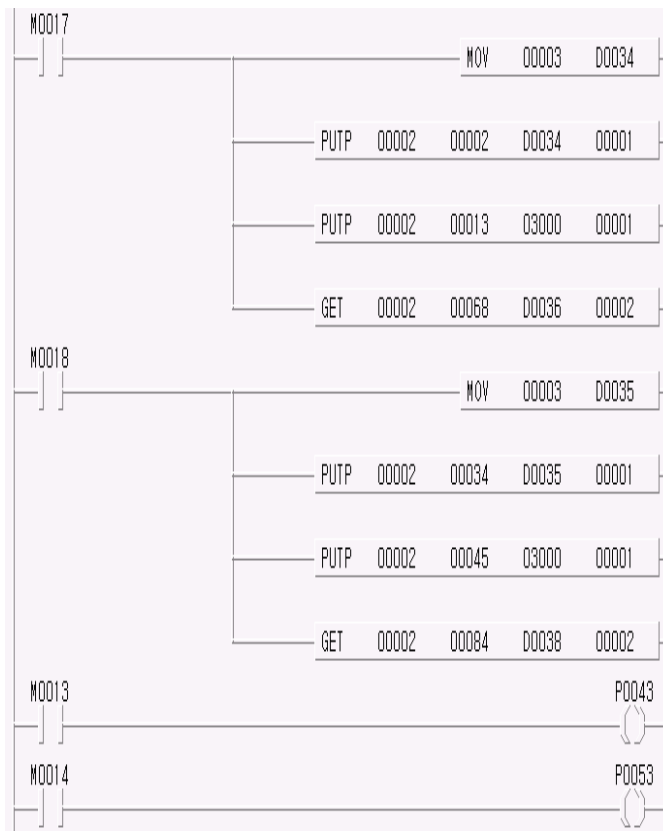 M0017
MOV 00003 D0034
PUTP 00002 00002 D0034 00001
PUTP 00002 00013 03000 00001
GET 00002 00068 D0036 00002
M0018
MOV 00003 D0035
PUTP 00002 00034 D0035 00001
PUTP 00002 00045 03000 00001
GET 00002 00084 D0038 00002
M0013 P0043
M0014 P0053